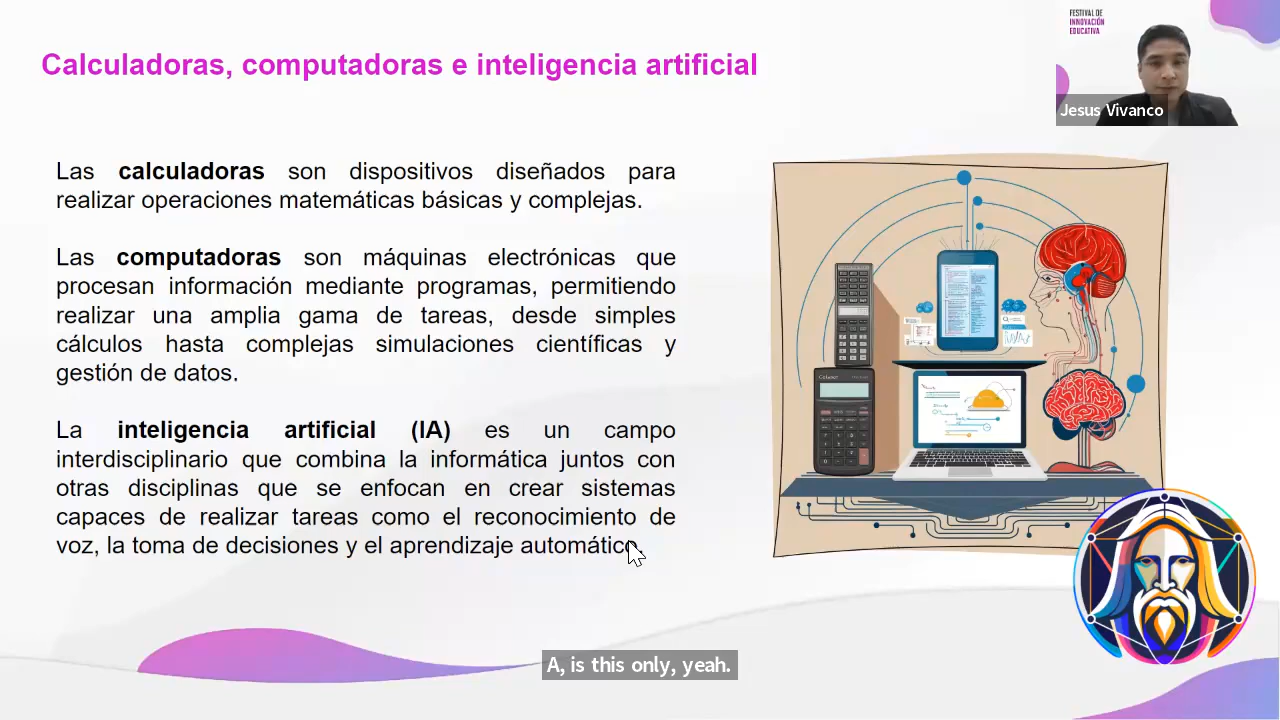 FESTIVAL DE
INNOVACIÓN
EDUCATIVA
Calculadoras, computadoras e inteligencia artificial
Jesus Vivanco
Las calculadoras son dispositivos diseñados para
realizar operaciones matemáticas básicas y complejas.
Las computadoras son máquinas electrónicas que
procesan información mediante programas, permitiendo
realizar una amplia gama de tareas, desde simples
cálculos hasta complejas simulaciones científicas y
gestión de datos.
La inteligencia artificial (IA) es un campo
interdisciplinario que combina la informática juntos con
otras disciplinas que se enfocan en crear sistemas
capaces de realizar tareas como el reconocimiento de
voz, la toma de decisiones y el aprendizaje automático.
A, is this only, yeah.